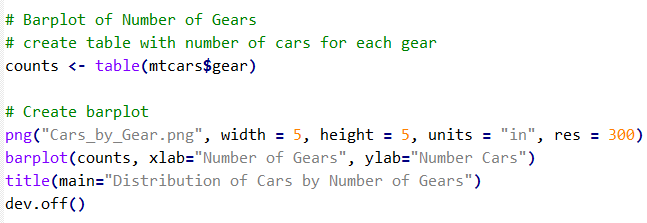 # Barplot of Number of Gears
# create table with number of cars for each gear
counts <- table(mtcars$gear)

# Create barplot
png("Cars_by_Gear.png", width = 5, height = 5, units = "in", res = 300)
barplot(counts, xlab="Number of Gears", ylab="Number Cars")
title(main="Distribution of Cars by Number of Gears")
dev.off()